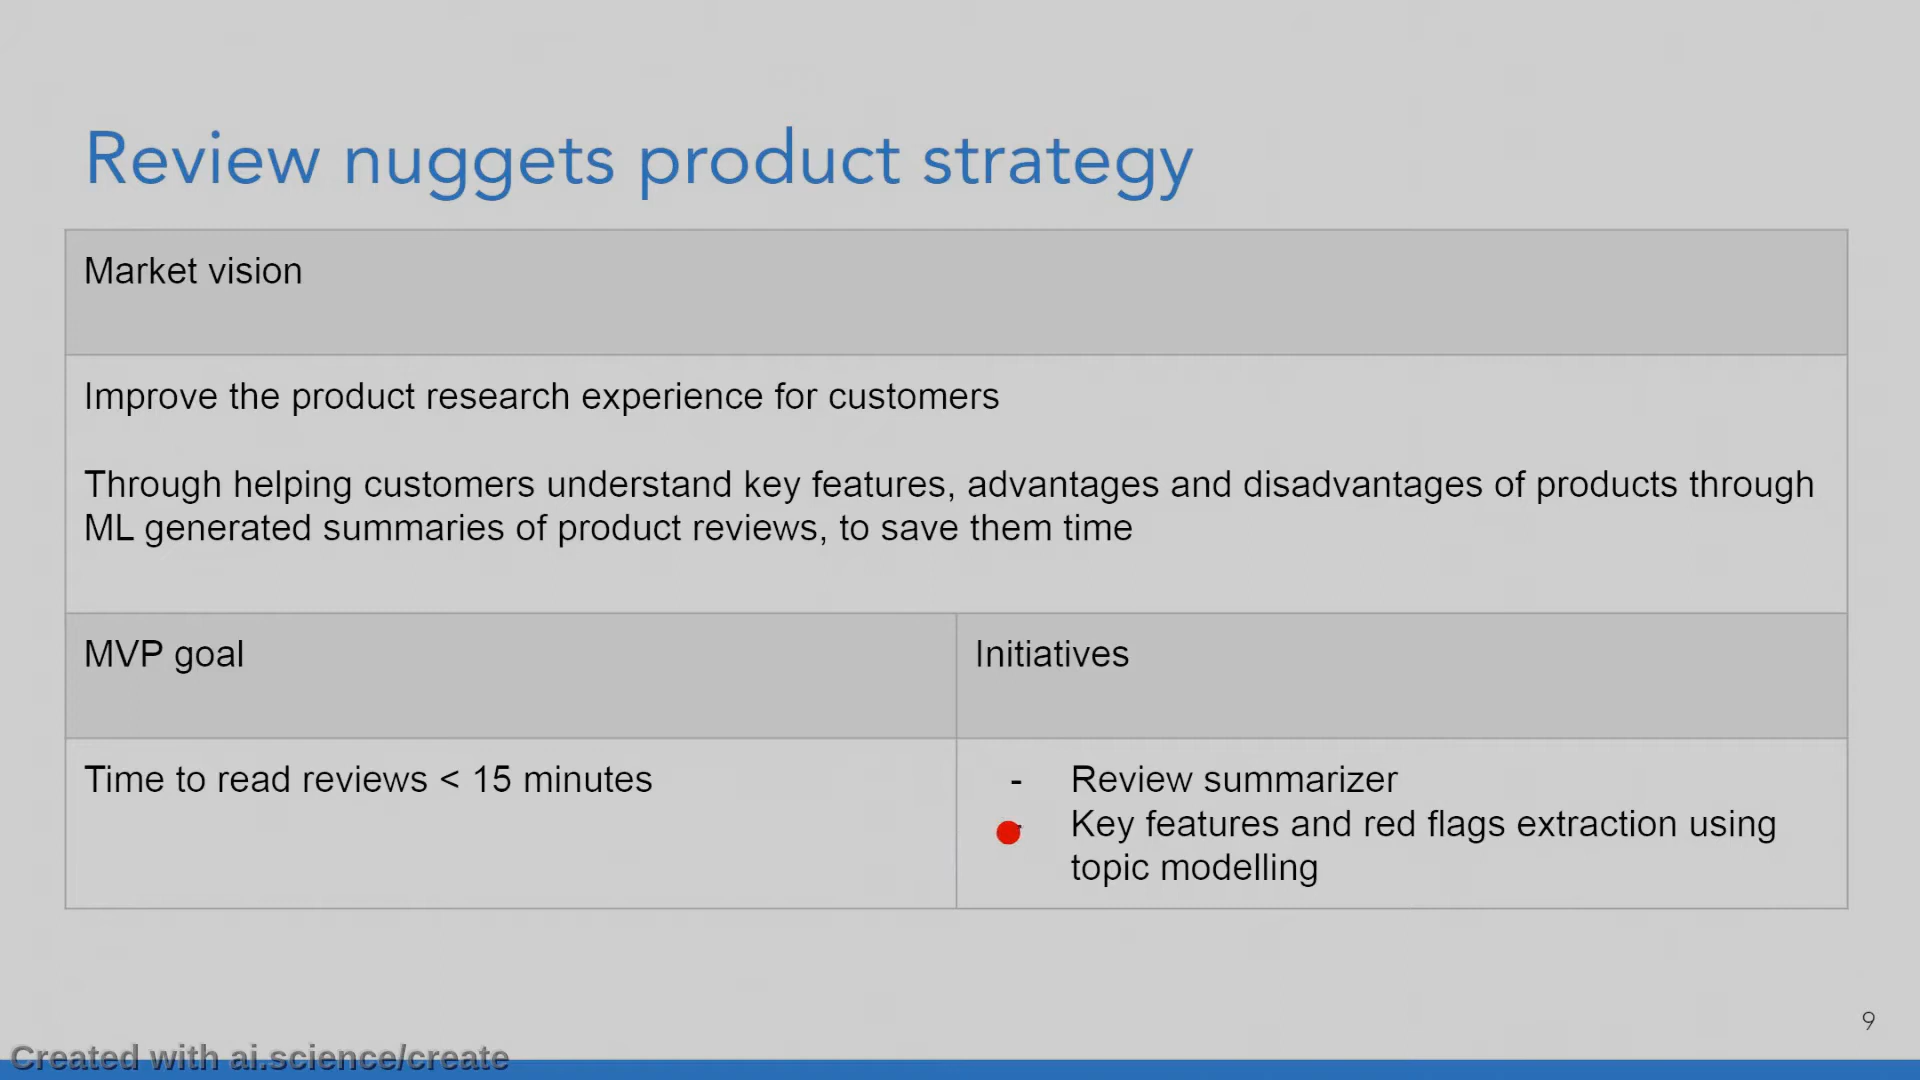 Review nuggets product strategy
Market vision
Improve the product research experience for customers
Through helping customers understand key features, advantages and disadvantages of products through
ML generated summaries of product reviews, to save them time
MVP goal
Initiatives
Time to read reviews < 15 minutes
- Review summarizer
- Key features and red flags extraction using
topic modelling
9
Created with ai.science/create